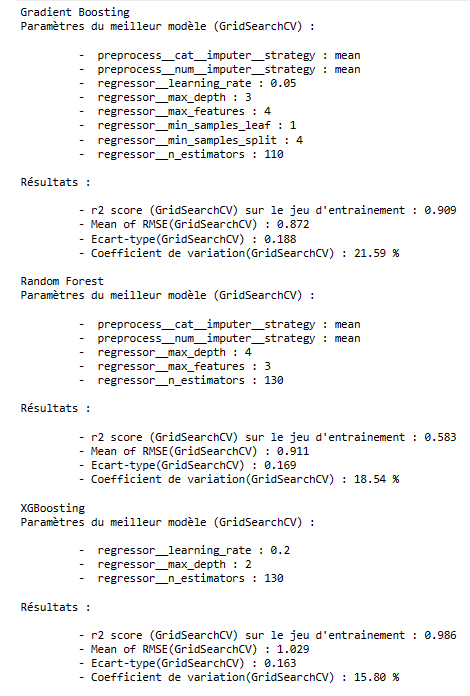 Gradient Boosting
Paramètres du meilleur modèle (GridSearchCV) :
- preprocess__cat__imputer__strategy : mean
- preprocess__num__imputer__strategy : mean
- regressor__learning_rate : 0.05
- regressor__max_depth : 3
- regressor__max_features : 4
- regressor__min_samples_leaf : 1
- regressor__min_samples_split : 4
- regressor__n_estimators : 110
Résultats :
- r2 score (GridSearchCV) sur le jeu d'entrainement : 0.909
- Mean of RMSE(GridSearchCV) : 0.872
- Ecart-type(GridSearchCV) : 0.188
- Coefficient de variation(GridSearchCV) : 21.59 %
Random Forest
Paramètres du meilleur modèle (GridSearchCV) :
- preprocess__cat__imputer__strategy : mean
- preprocess__num__imputer__strategy : mean
- regressor__max_depth : 4
- regressor__max_features : 3
- regressor__n_estimators : 130
Résultats :
- r2 score (GridSearchCV) sur le jeu d'entrainement : 0.583
- Mean of RMSE(GridSearchCV) : 0.911
- Ecart-type(GridSearchCV) : 0.169
- Coefficient de variation(GridSearchCV) : 18.54 %
XGBoosting
Paramètres du meilleur modèle (GridSearchCV) :
- regressor__learning_rate : 0.2
- regressor__max_depth : 2
- regressor__n_estimators : 130
Résultats :
- r2 score (GridSearchCV) sur le jeu d'entrainement : 0.986
- Mean of RMSE(GridSearchCV) : 1.029
- Ecart-type(GridSearchCV) : 0.163
- Coefficient de variation(GridSearchCV) : 15.80 %